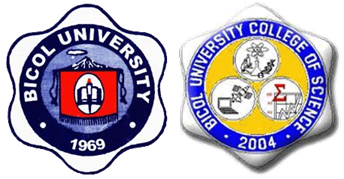 BICOL UNIVERSITY
• 1969 •
BICOL UNIVERSITY COLLEGE OF SCIENCE
• 2004 •
Σ